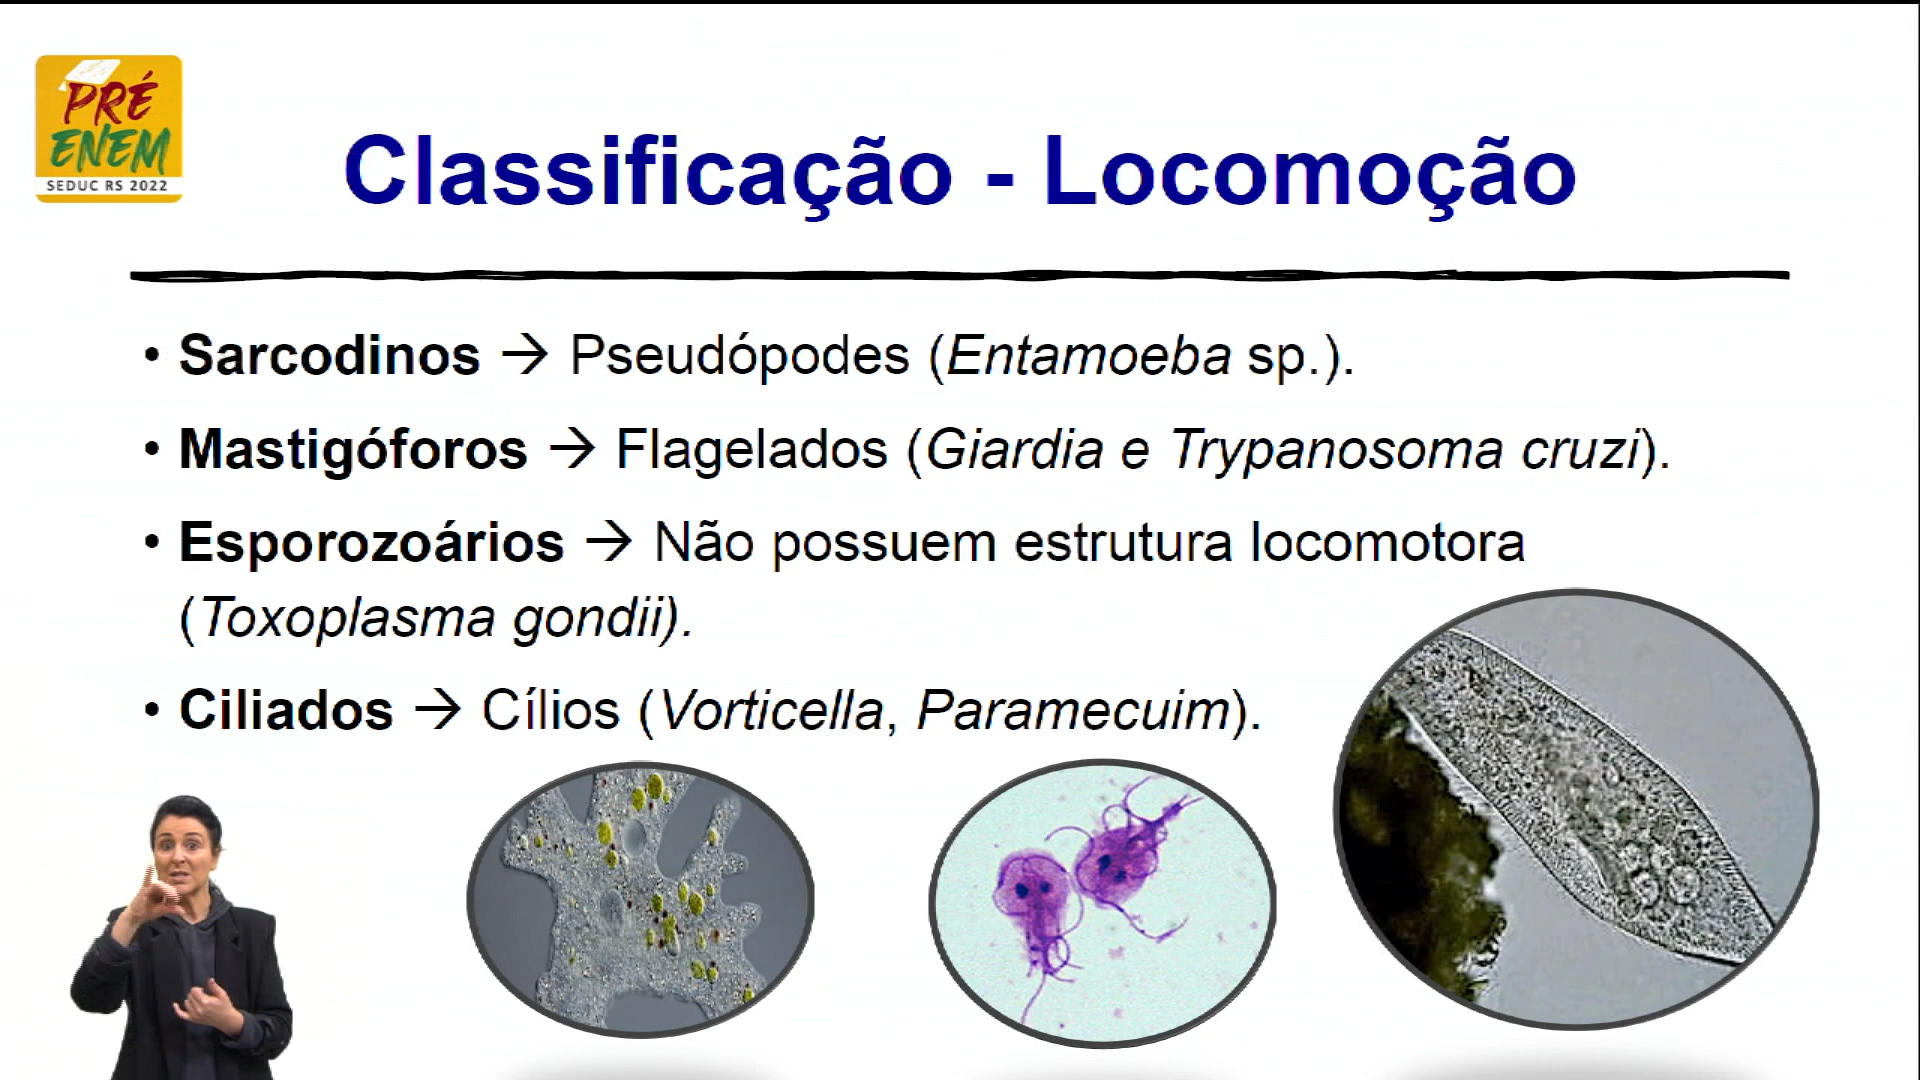 PRÉ
ENEM
SEDUC RS 2022
Classificação - Locomoção
• Sarcodinos → Pseudópodes (Entamoeba sp.).
• Mastigóforos → Flagelados (Giardia e Trypanosoma cruzi).
• Esporozoários → Não possuem estrutura locomotora
(Toxoplasma gondii).
• Ciliados → Cílios (Vorticella, Paramecuim).